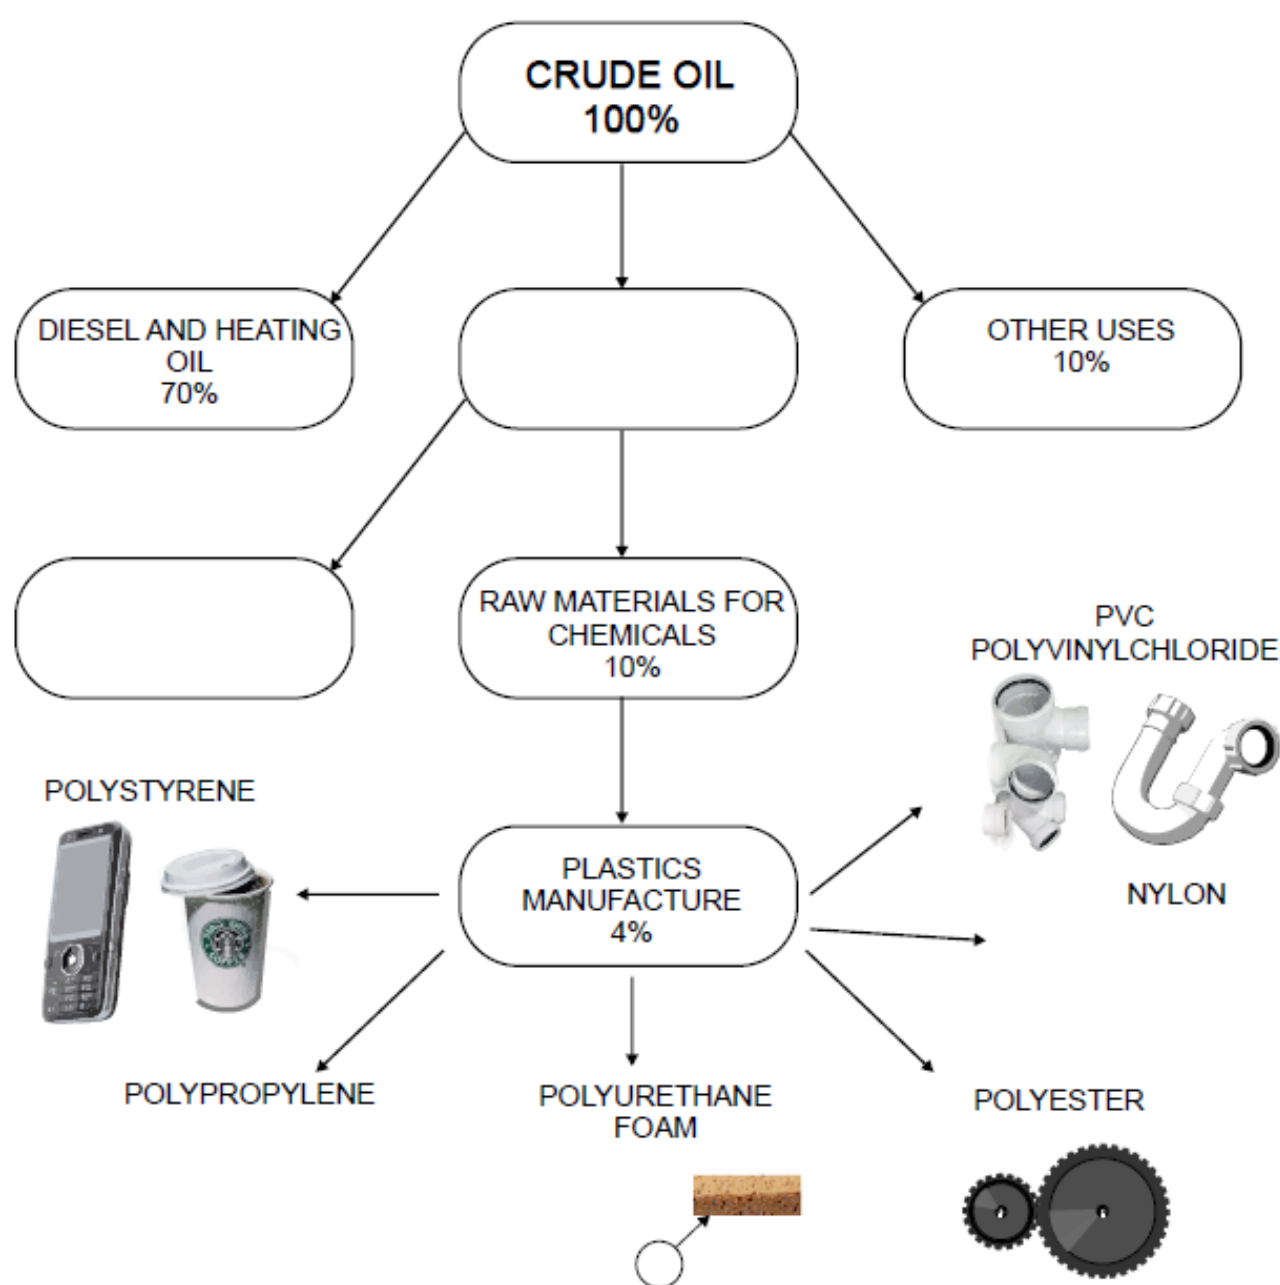 CRUDE OIL
100%
DIESEL AND HEATING
OIL
70%
OTHER USES
10%
RAW MATERIALS FOR
CHEMICALS
10%
PVC
POLYVINYLCHLORIDE
POLYSTYRENE
PLASTICS
MANUFACTURE
4%
NYLON
POLYPROPYLENE
POLYURETHANE
FOAM
POLYESTER